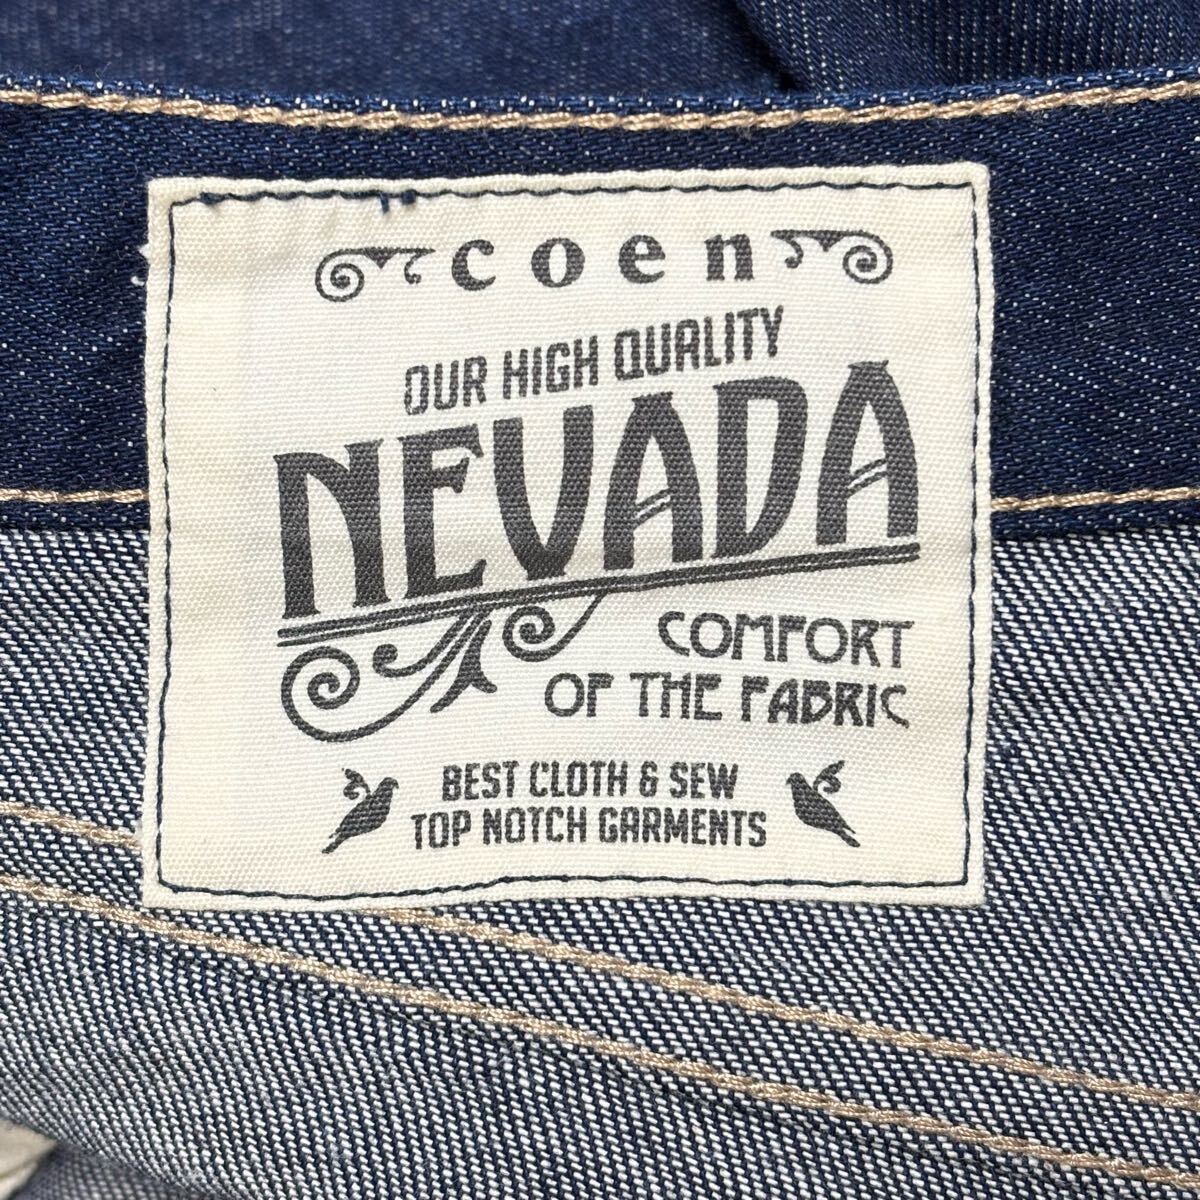 coen
OUR HIGH QUALITY
NEVADA
COMFORT
OF THE FABRIC
BEST CLOTH & SEW
TOP NOTCH GARMENTS